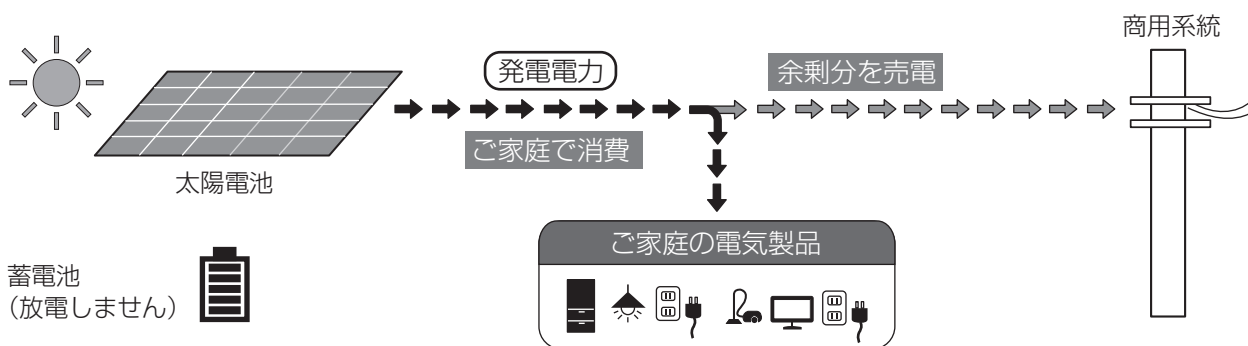 商用系統
発電電力
余剰分を売電
ご家庭で消費
太陽電池
ご家庭の電気製品
蓄電池
（放電しません）